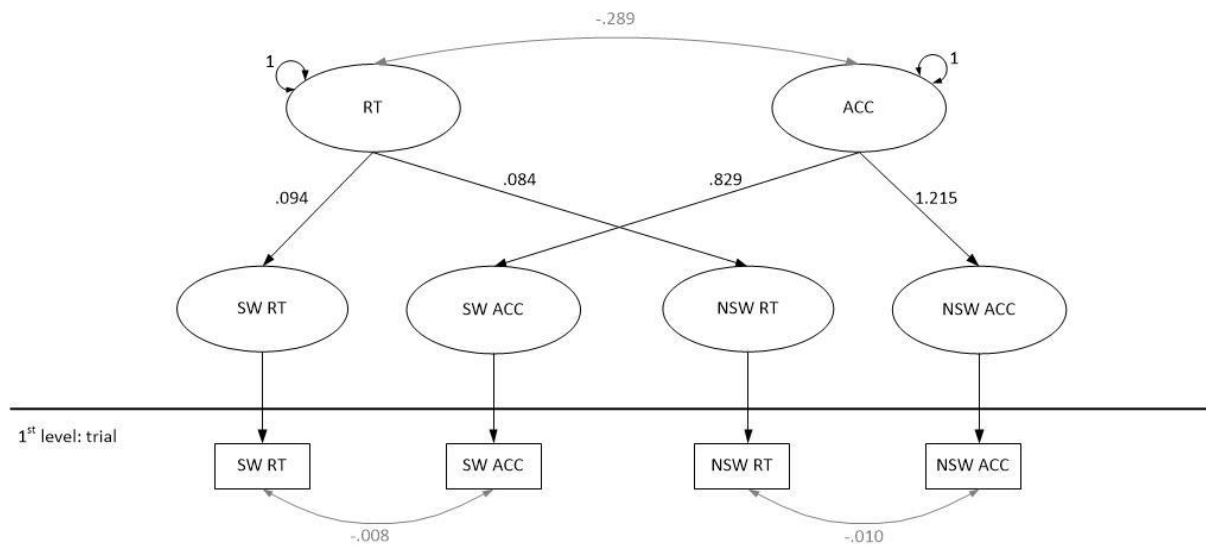 -.289
1
1
RT
ACC
.094
.084
.829
1.215
SW RT
SW ACC
NSW RT
NSW ACC
1st level: trial
SW RT
SW ACC
NSW RT
NSW ACC
-.008
-.010